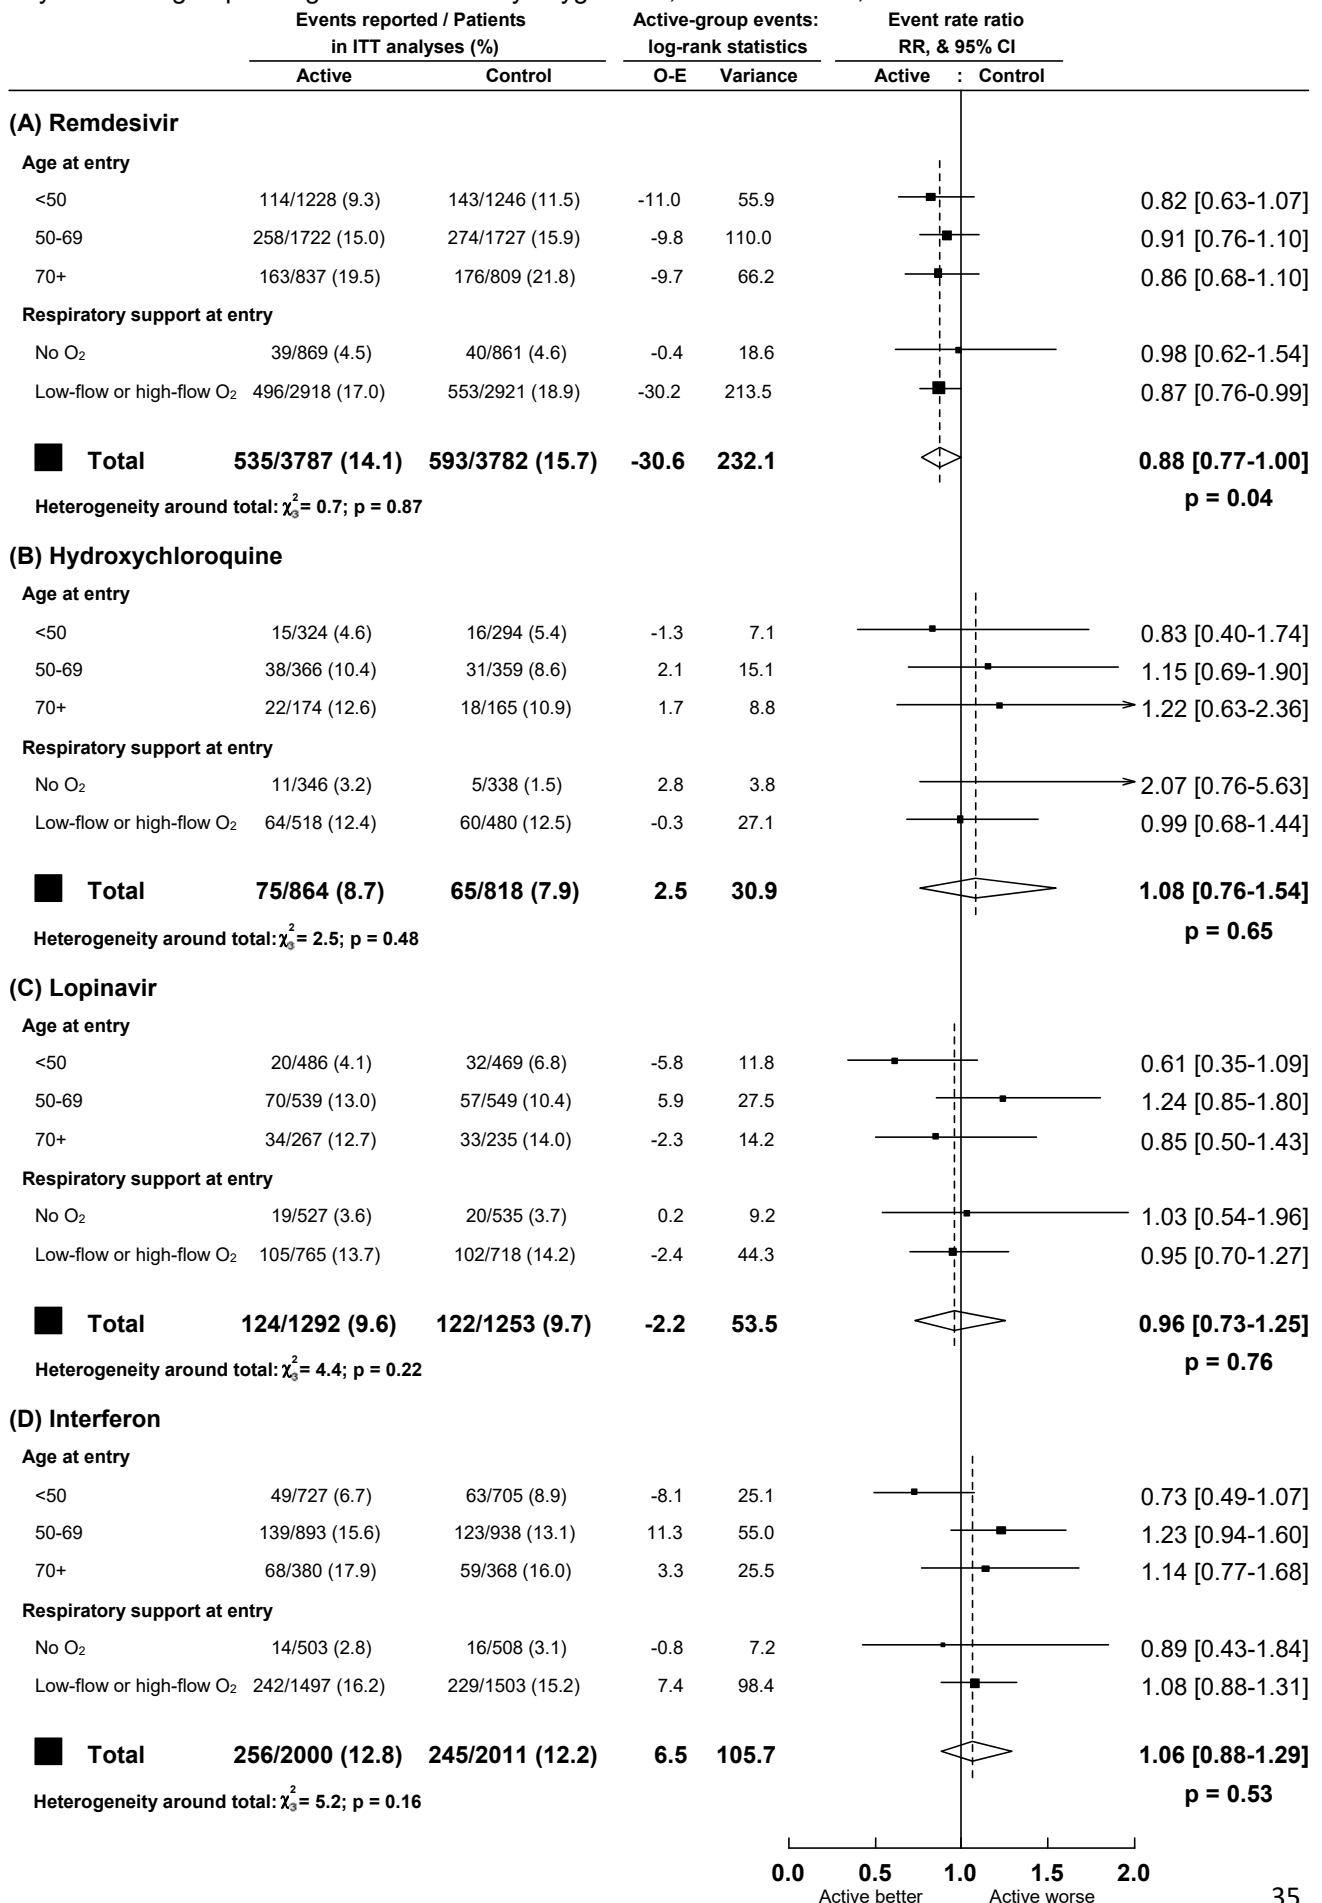 Events reported / Patients Active-group events: Event rate ratio
in ITT analyses (%) log-rank statistics RR, & 95% CI
Active Control O-E Variance Active : Control
(A) Remdesivir
Age at entry
<50 114/1228 (9.3) 143/1246 (11.5) -11.0 55.9 0.82 [0.63-1.07]
50-69 258/1722 (15.0) 274/1727 (15.9) -9.8 110.0 0.91 [0.76-1.10]
70+ 163/837 (19.5) 176/809 (21.8) -9.7 66.2 0.86 [0.68-1.10]
Respiratory support at entry
No O2 39/869 (4.5) 40/861 (4.6) -0.4 18.6 0.98 [0.62-1.54]
Low-flow or high-flow O2 496/2918 (17.0) 553/2921 (18.9) -30.2 213.5 0.87 [0.76-0.99]
Total 535/3787 (14.1) 593/3782 (15.7) -30.6 232.1 0.88 [0.77-1.00]
Heterogeneity around total: χ²₃= 0.7; p = 0.87 p = 0.04
(B) Hydroxychloroquine
Age at entry
<50 15/324 (4.6) 16/294 (5.4) -1.3 7.1 0.83 [0.40-1.74]
50-69 38/366 (10.4) 31/359 (8.6) 2.1 15.1 1.15 [0.69-1.90]
70+ 22/174 (12.6) 18/165 (10.9) 1.7 8.8 1.22 [0.63-2.36]
Respiratory support at entry
No O2 11/346 (3.2) 5/338 (1.5) 2.8 3.8 2.07 [0.76-5.63]
Low-flow or high-flow O2 64/518 (12.4) 60/480 (12.5) -0.3 27.1 0.99 [0.68-1.44]
Total 75/864 (8.7) 65/818 (7.9) 2.5 30.9 1.08 [0.76-1.54]
Heterogeneity around total: χ²₃= 2.5; p = 0.48 p = 0.65
(C) Lopinavir
Age at entry
<50 20/486 (4.1) 32/469 (6.8) -5.8 11.8 0.61 [0.35-1.09]
50-69 70/539 (13.0) 57/549 (10.4) 5.9 27.5 1.24 [0.85-1.80]
70+ 34/267 (12.7) 33/235 (14.0) -2.3 14.2 0.85 [0.50-1.43]
Respiratory support at entry
No O2 19/527 (3.6) 20/535 (3.7) 0.2 9.2 1.03 [0.54-1.96]
Low-flow or high-flow O2 105/765 (13.7) 102/718 (14.2) -2.4 44.3 0.95 [0.70-1.27]
Total 124/1292 (9.6) 122/1253 (9.7) -2.2 53.5 0.96 [0.73-1.25]
Heterogeneity around total: χ²₃= 4.4; p = 0.22 p = 0.76
(D) Interferon
Age at entry
<50 49/727 (6.7) 63/705 (8.9) -8.1 25.1 0.73 [0.49-1.07]
50-69 139/893 (15.6) 123/938 (13.1) 11.3 55.0 1.23 [0.94-1.60]
70+ 68/380 (17.9) 59/368 (16.0) 3.3 25.5 1.14 [0.77-1.68]
Respiratory support at entry
No O2 14/503 (2.8) 16/508 (3.1) -0.8 7.2 0.89 [0.43-1.84]
Low-flow or high-flow O2 242/1497 (16.2) 229/1503 (15.2) 7.4 98.4 1.08 [0.88-1.31]
Total 256/2000 (12.8) 245/2011 (12.2) 6.5 105.7 1.06 [0.88-1.29]
Heterogeneity around total: χ²₃= 5.2; p = 0.16 p = 0.53
0.0 0.5 1.0 1.5 2.0
Active better Active worse 35